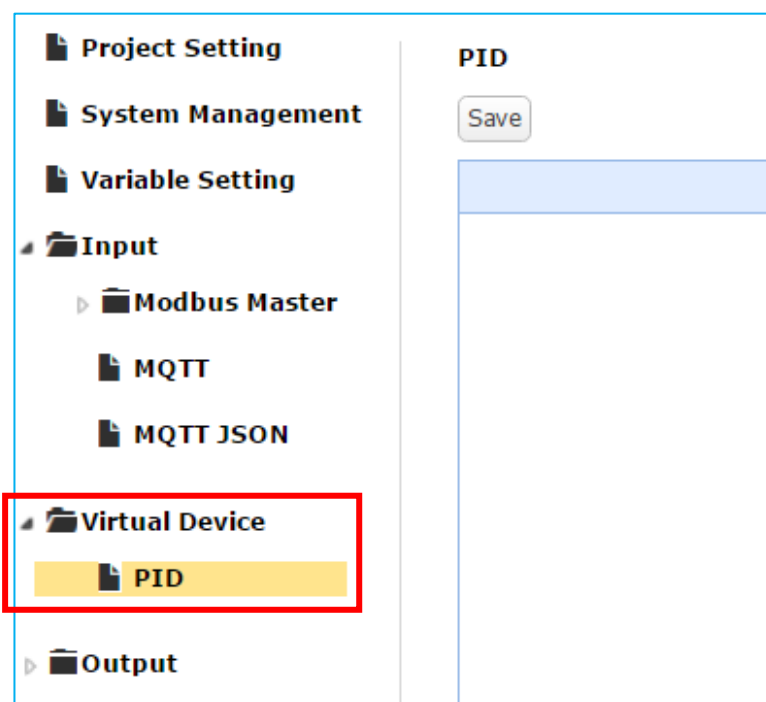 Project Setting
System Management
Variable Setting
Input
Modbus Master
MQTT
MQTT JSON
Virtual Device
PID
Output
PID
Save